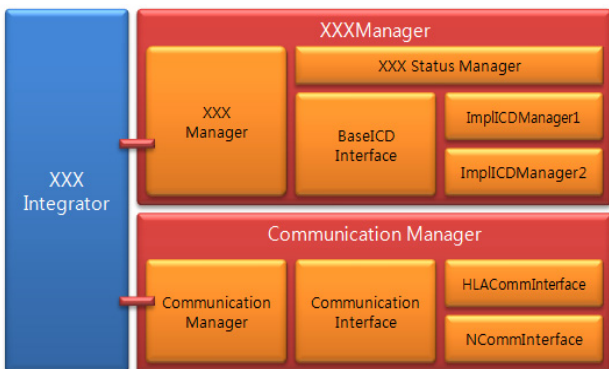 XXX
Integrator
XXXManager
XXX
Manager
XXX Status Manager
BaseICD
Interface
ImplICDManager1
ImplICDManager2
Communication Manager
Communication
Manager
Communication
Interface
HLACommInterface
NCommInterface